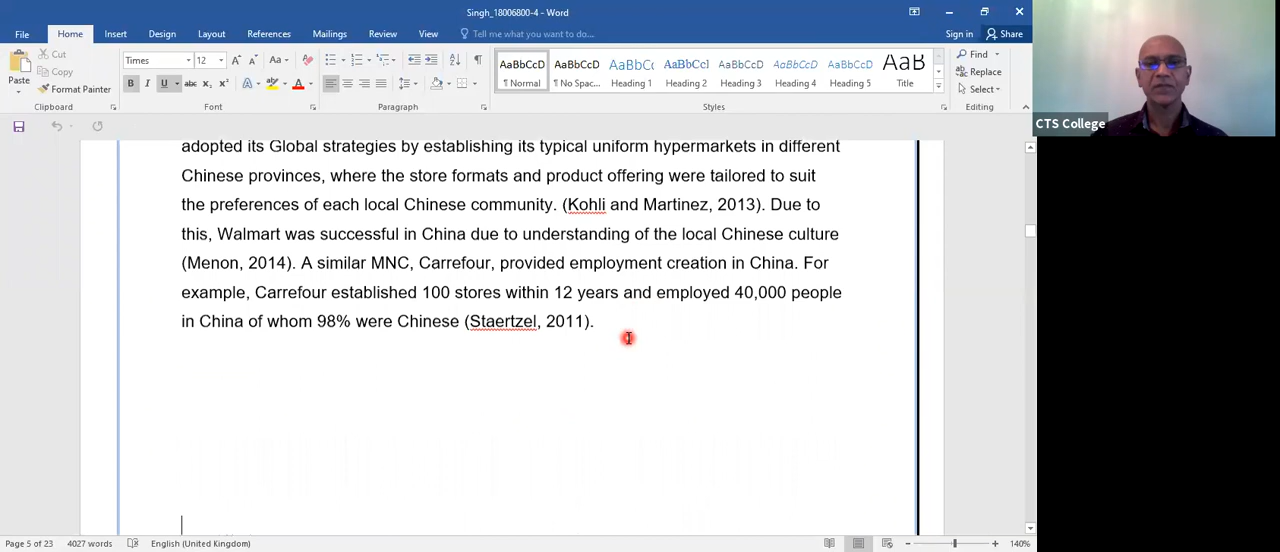 Singh_18006800-4 - Word
File Home Insert Design Layout References Mailings Review View Tell me what you want to do... Sign in Share
Paste Cut Copy Format Painter
Times 12 Aa
B I U abc x₂ x² A
AaBbCcD AaBbCcD AaBbCc AaBbCcI AaBbCcD AaBbCcD AaBbCcD AaB
¶ Normal ¶ No Spac... Heading 1 Heading 2 Heading 3 Heading 4 Heading 5 Title
Find Replace Select
Clipboard Font Paragraph Styles Editing
CTS College
adopted its Global strategies by establishing its typical uniform hypermarkets in different
Chinese provinces, where the store formats and product offering were tailored to suit
the preferences of each local Chinese community. (Kohli and Martinez, 2013). Due to
this, Walmart was successful in China due to understanding of the local Chinese culture
(Menon, 2014). A similar MNC, Carrefour, provided employment creation in China. For
example, Carrefour established 100 stores within 12 years and employed 40,000 people
in China of whom 98% were Chinese (Staertzel, 2011).
Page 5 of 23 4027 words English (United Kingdom) 140%